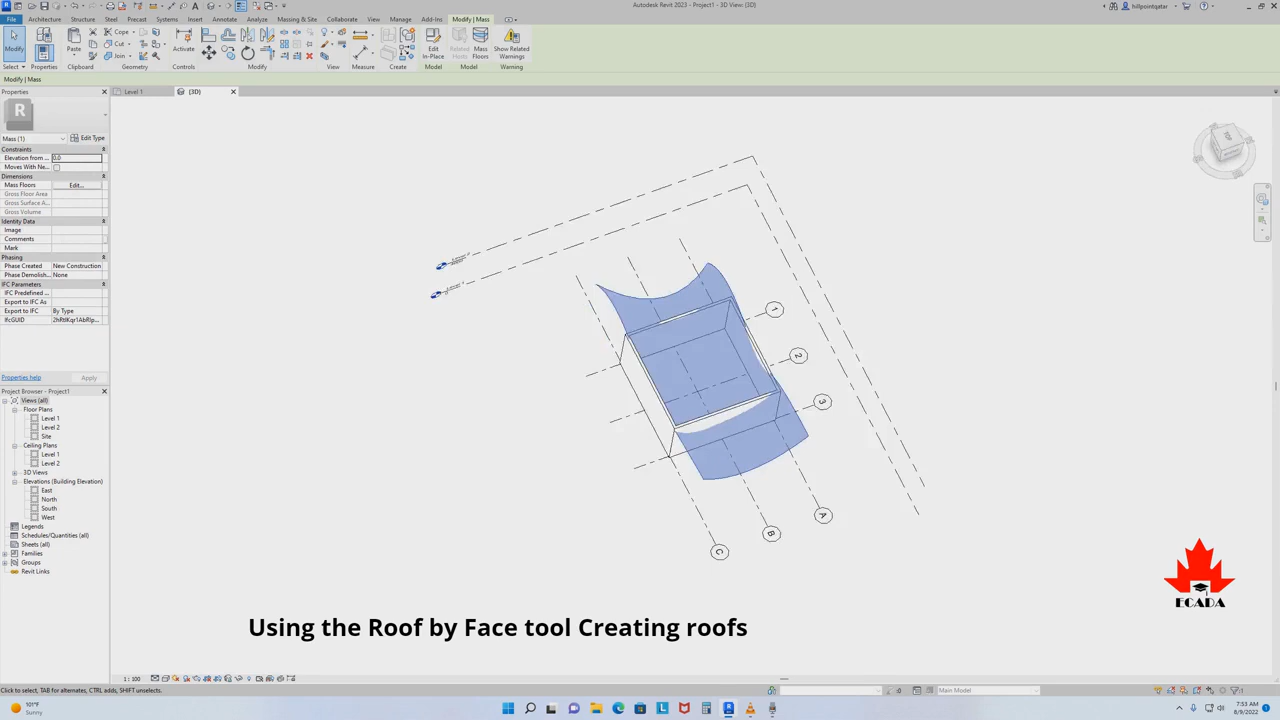 Autodesk Revit 2023 - Project1 - 3D View: {3D}
hillpointqatar
File
Architecture
Structure
Steel
Precast
Systems
Insert
Annotate
Analyze
Massing & Site
Collaborate
View
Manage
Add-Ins
Modify | Mass
Modify
Properties
Paste
Cope
Cut
Join
Activate
Edit
In-Place
Related
Hosts
Mass
Floors
Show Related
Warnings
Select
Properties
Clipboard
Geometry
Controls
Modify
View
Measure
Create
Model
Model
Warning
Modify | Mass
Properties
Level 1
{3D}
R
Mass (1)
Edit Type
Constraints
Elevation from ... 0.0
Moves With Ne...
Dimensions
Mass Floors Edit...
Gross Floor Area
Gross Surface A...
Gross Volume
Identity Data
Image
Comments
Mark
Phasing
Phase Created New Construction
Phase Demolish... None
IFC Parameters
IFC Predefined ...
Export to IFC As
Export to IFC By Type
Properties help
Apply
Project Browser - Project1
Views (all)
Floor Plans
Level 1
Level 2
Site
Ceiling Plans
Level 1
Level 2
3D Views
Elevations (Building Elevation)
East
North
South
West
Legends
Schedules/Quantities (all)
Sheets (all)
Families
Groups
Revit Links
1
2
3
A
B
C
ECADA
Using the Roof by Face tool Creating roofs
1 : 100
Click to select, TAB for alternates, CTRL adds, SHIFT unselects.
:0
Main Model
:1
101°F
Sunny
7:53 AM
8/9/2022